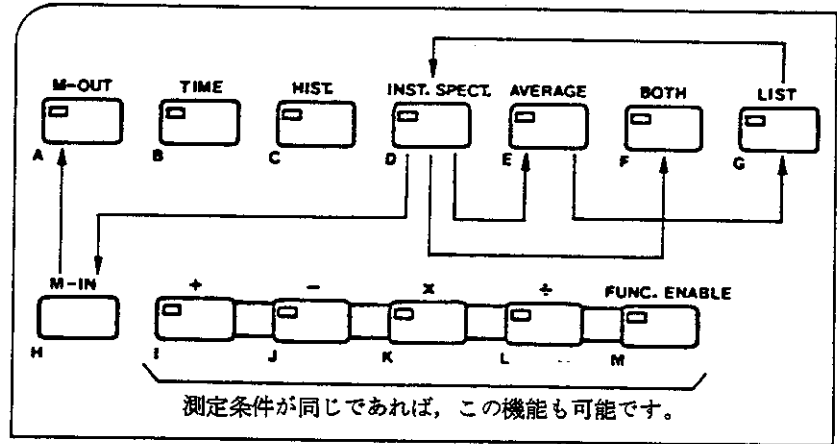 M-OUT TIME HIST. INST. SPECT. AVERAGE BOTH LIST
A B C D E F G
M-IN + - × ÷ FUNC. ENABLE
H I J K L M
測定条件が同じであれば，この機能も可能です。